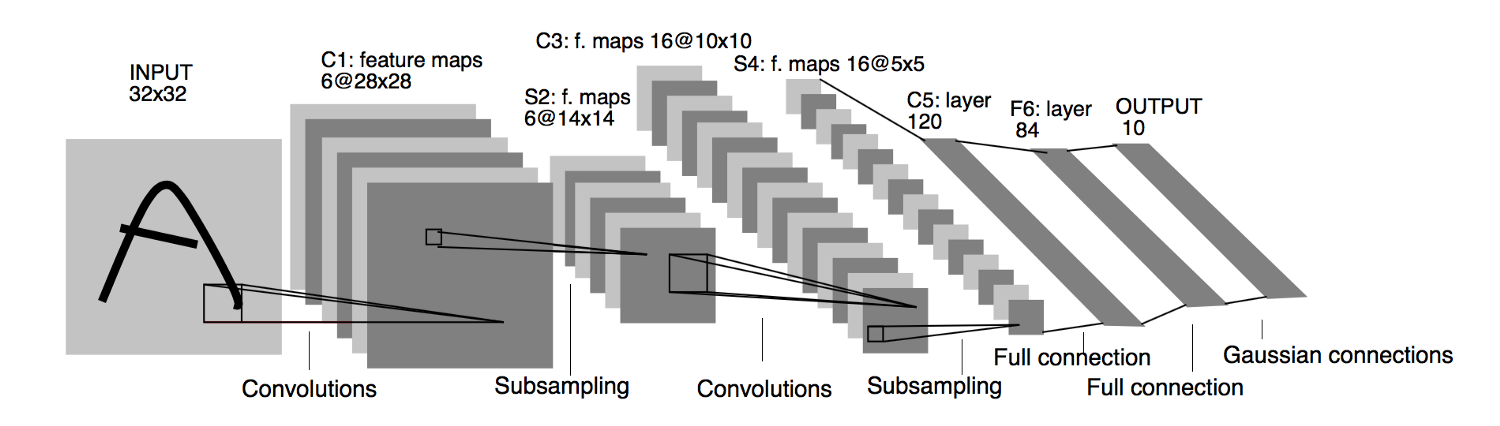 INPUT
32x32
C1: feature maps
6@28x28
S2: f. maps
6@14x14
C3: f. maps 16@10x10
S4: f. maps 16@5x5
C5: layer
120
F6: layer
84
OUTPUT
10
Convolutions
Subsampling
Convolutions
Subsampling
Full connection
Full connection
Gaussian connections